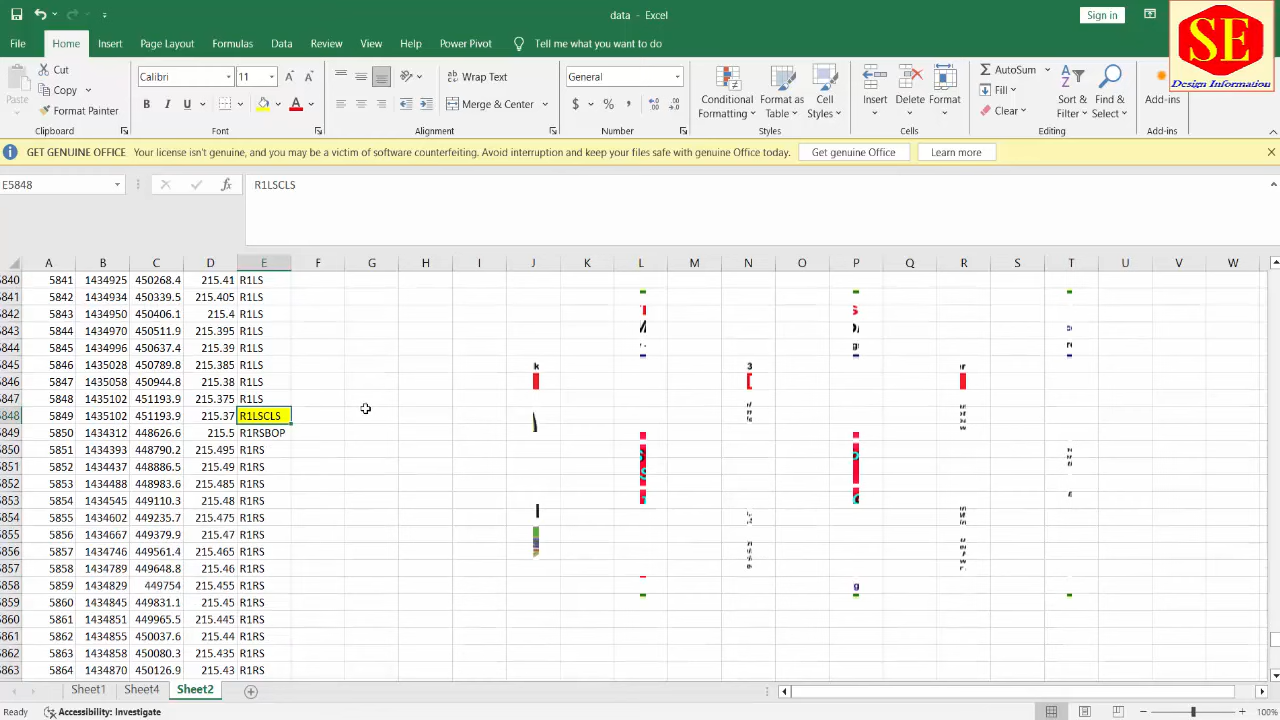 data - Excel
Sign in
SE
Design Information
File Home Insert Page Layout Formulas Data Review View Help Power Pivot Tell me what you want to do
Paste
Cut
Copy
Format Painter
Clipboard
Calibri 11
B I U
Font
Wrap Text
Merge & Center
Alignment
General
$ %
Number
Conditional Formatting
Format as Table
Cell Styles
Styles
Insert Delete Format
Cells
AutoSum
Fill
Clear
Sort & Filter
Find & Select
Editing
Add-ins
Add-ins
GET GENUINE OFFICE Your license isn't genuine, and you may be a victim of software counterfeiting. Avoid interruption and keep your files safe with genuine Office today. Get genuine Office Learn more
E5848 fx R1LSCLS
A B C D E F G H I J K L M N O P Q R S T U V W
5840 5841 1434925 450268.4 215.41 R1LS
5841 5842 1434934 450339.5 215.405 R1LS
5842 5843 1434950 450406.1 215.4 R1LS
5843 5844 1434970 450511.9 215.395 R1LS
5844 5845 1434996 450637.4 215.39 R1LS
5845 5846 1435028 450789.8 215.385 R1LS
5846 5847 1435058 450944.8 215.38 R1LS
5847 5848 1435102 451193.9 215.375 R1LS
5848 5849 1435102 451193.9 215.37 R1LSCLS
5849 5850 1434312 448626.6 215.5 R1RSBOP
5850 5851 1434393 448790.2 215.495 R1RS
5851 5852 1434437 448886.5 215.49 R1RS
5852 5853 1434488 448983.6 215.485 R1RS
5853 5854 1434545 449110.3 215.48 R1RS
5854 5855 1434602 449235.7 215.475 R1RS
5855 5856 1434667 449379.9 215.47 R1RS
5856 5857 1434746 449561.4 215.465 R1RS
5857 5858 1434789 449648.8 215.46 R1RS
5858 5859 1434829 449754 215.455 R1RS
5859 5860 1434845 449831.1 215.45 R1RS
5860 5861 1434851 449965.5 215.445 R1RS
5861 5862 1434855 450037.6 215.44 R1RS
5862 5863 1434858 450080.3 215.435 R1RS
5863 5864 1434870 450126.9 215.43 R1RS
Sheet1 Sheet4 Sheet2
Ready Accessibility: Investigate 100%